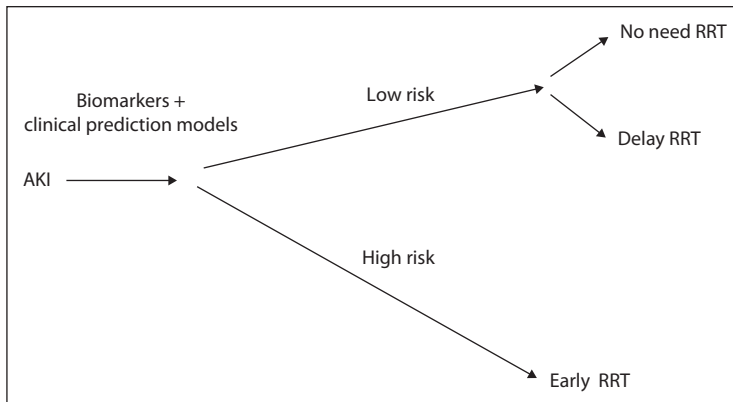 No need RRT
Biomarkers +
clinical prediction models
Low risk
Delay RRT
AKI
High risk
Early RRT